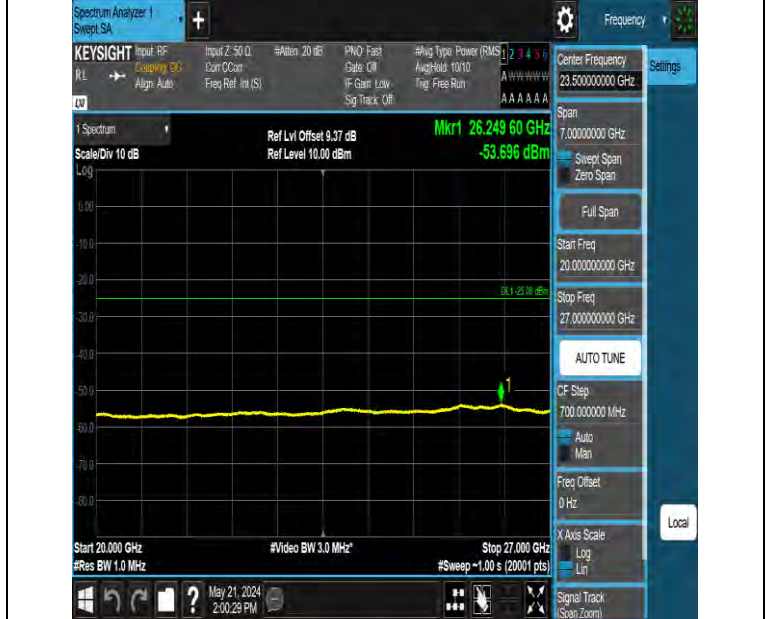 Spectrum Analyzer 1
Swept SA
Frequency
KEYSIGHT
Input: RF
Coupling: DC
Align: Auto
Input Z: 50 Ω
Corr CCorr
Freq Ref: Int (S)
#Atten: 20 dB
PNO: Fast
Gate: Off
IF Gain: Low
Sig Track: Off
#Avg Type: Power (RMS
Avg|Hold: 10/10
Trig: Free Run
1 2 3 4 5 6
A W W W W W
A A A A A A
RL
LV
1 Spectrum
Scale/Div 10 dB
Ref Lvl Offset 9.37 dB
Ref Level 10.00 dBm
Mkr1 26.249 60 GHz
-53.696 dBm
Log
0.00
-10.0
-20.0
DL1 -25.00 dBm
-30.0
-40.0
-50.0
1
-60.0
-70.0
-80.0
Start 20.000 GHz
#Res BW 1.0 MHz
#Video BW 3.0 MHz*
Stop 27.000 GHz
#Sweep ~1.00 s (20001 pts)
May 21, 2024
2:00:29 PM
Center Frequency
23.500000000 GHz
Settings
Span
7.00000000 GHz
Swept Span
Zero Span
Full Span
Start Freq
20.000000000 GHz
Stop Freq
27.000000000 GHz
AUTO TUNE
CF Step
700.000000 MHz
Auto
Man
Freq Offset
0 Hz
X Axis Scale
Log
Lin
Local
Signal Track
(Span Zoom)